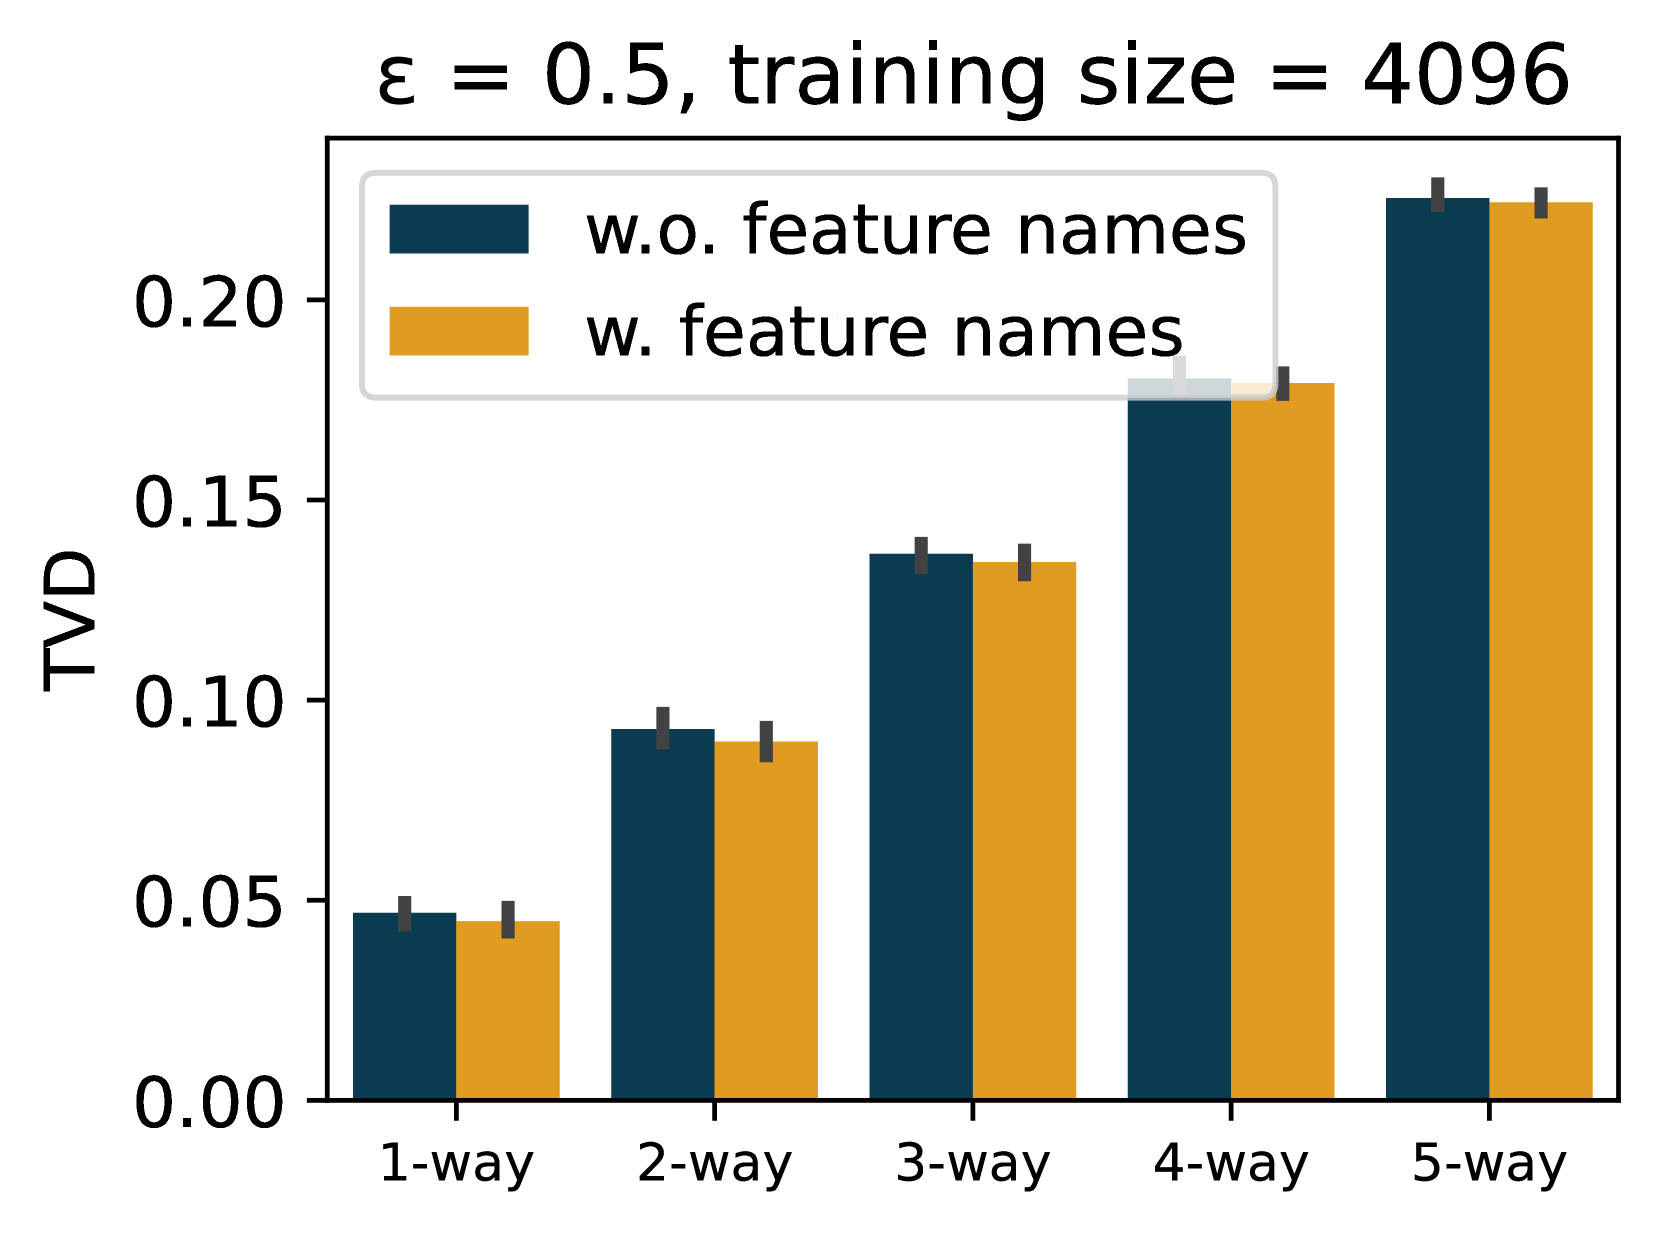 ε = 0.5, training size = 4096
w.o. feature names
w. feature names
0.20
0.15
0.10
0.05
0.00
TVD
1-way 2-way 3-way 4-way 5-way